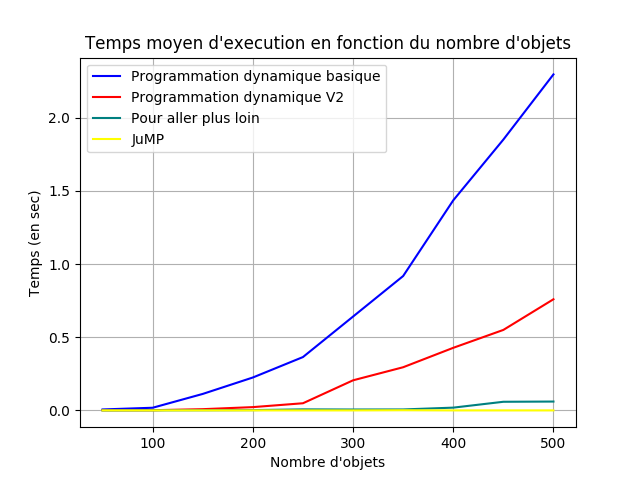 Temps moyen d'execution en fonction du nombre d'objets
Programmation dynamique basique
Programmation dynamique V2
Pour aller plus loin
JuMP
2.0
1.5
1.0
0.5
0.0
Temps (en sec)
100 200 300 400 500
Nombre d'objets